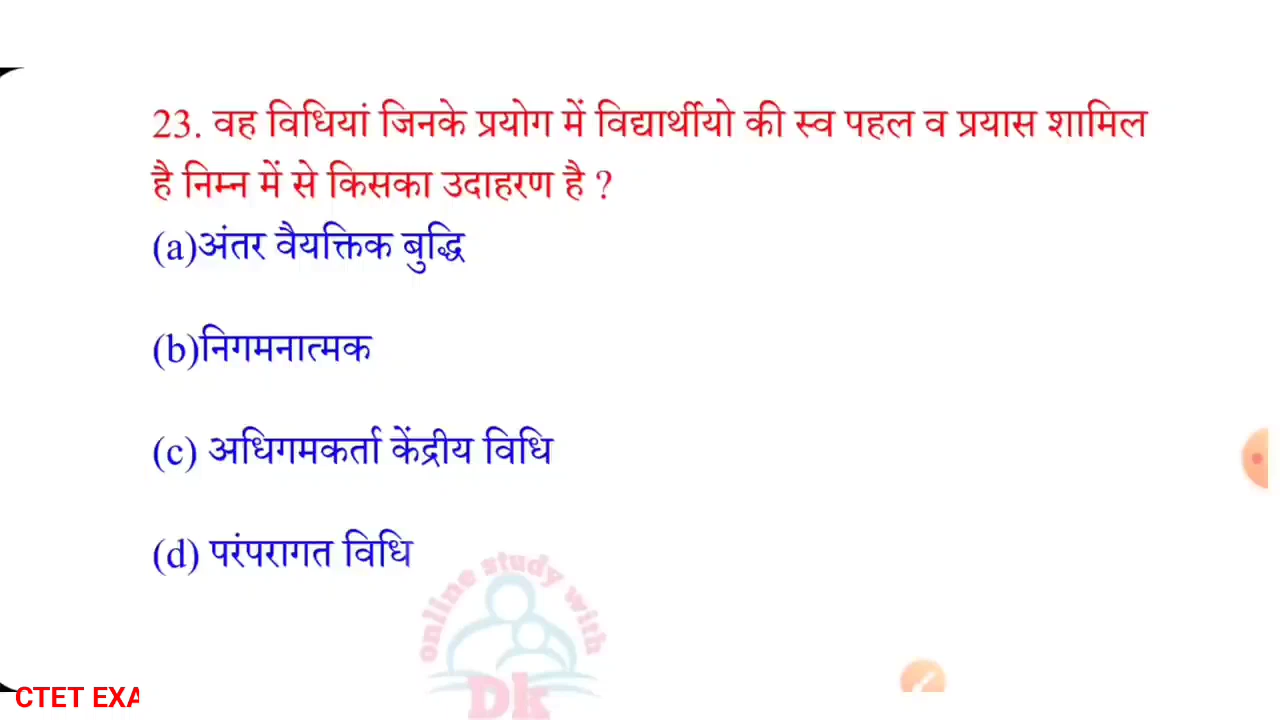 23. वह विधियां जिनके प्रयोग में विद्यार्थीयो की स्व पहल व प्रयास शामिल
है निम्न में से किसका उदाहरण है ?
(a)अंतर वैयक्तिक बुद्धि
(b)निगमनात्मक
(c) अधिगमकर्ता केंद्रीय विधि
(d) परंपरागत विधि
online study with
Dk
CTET EXA